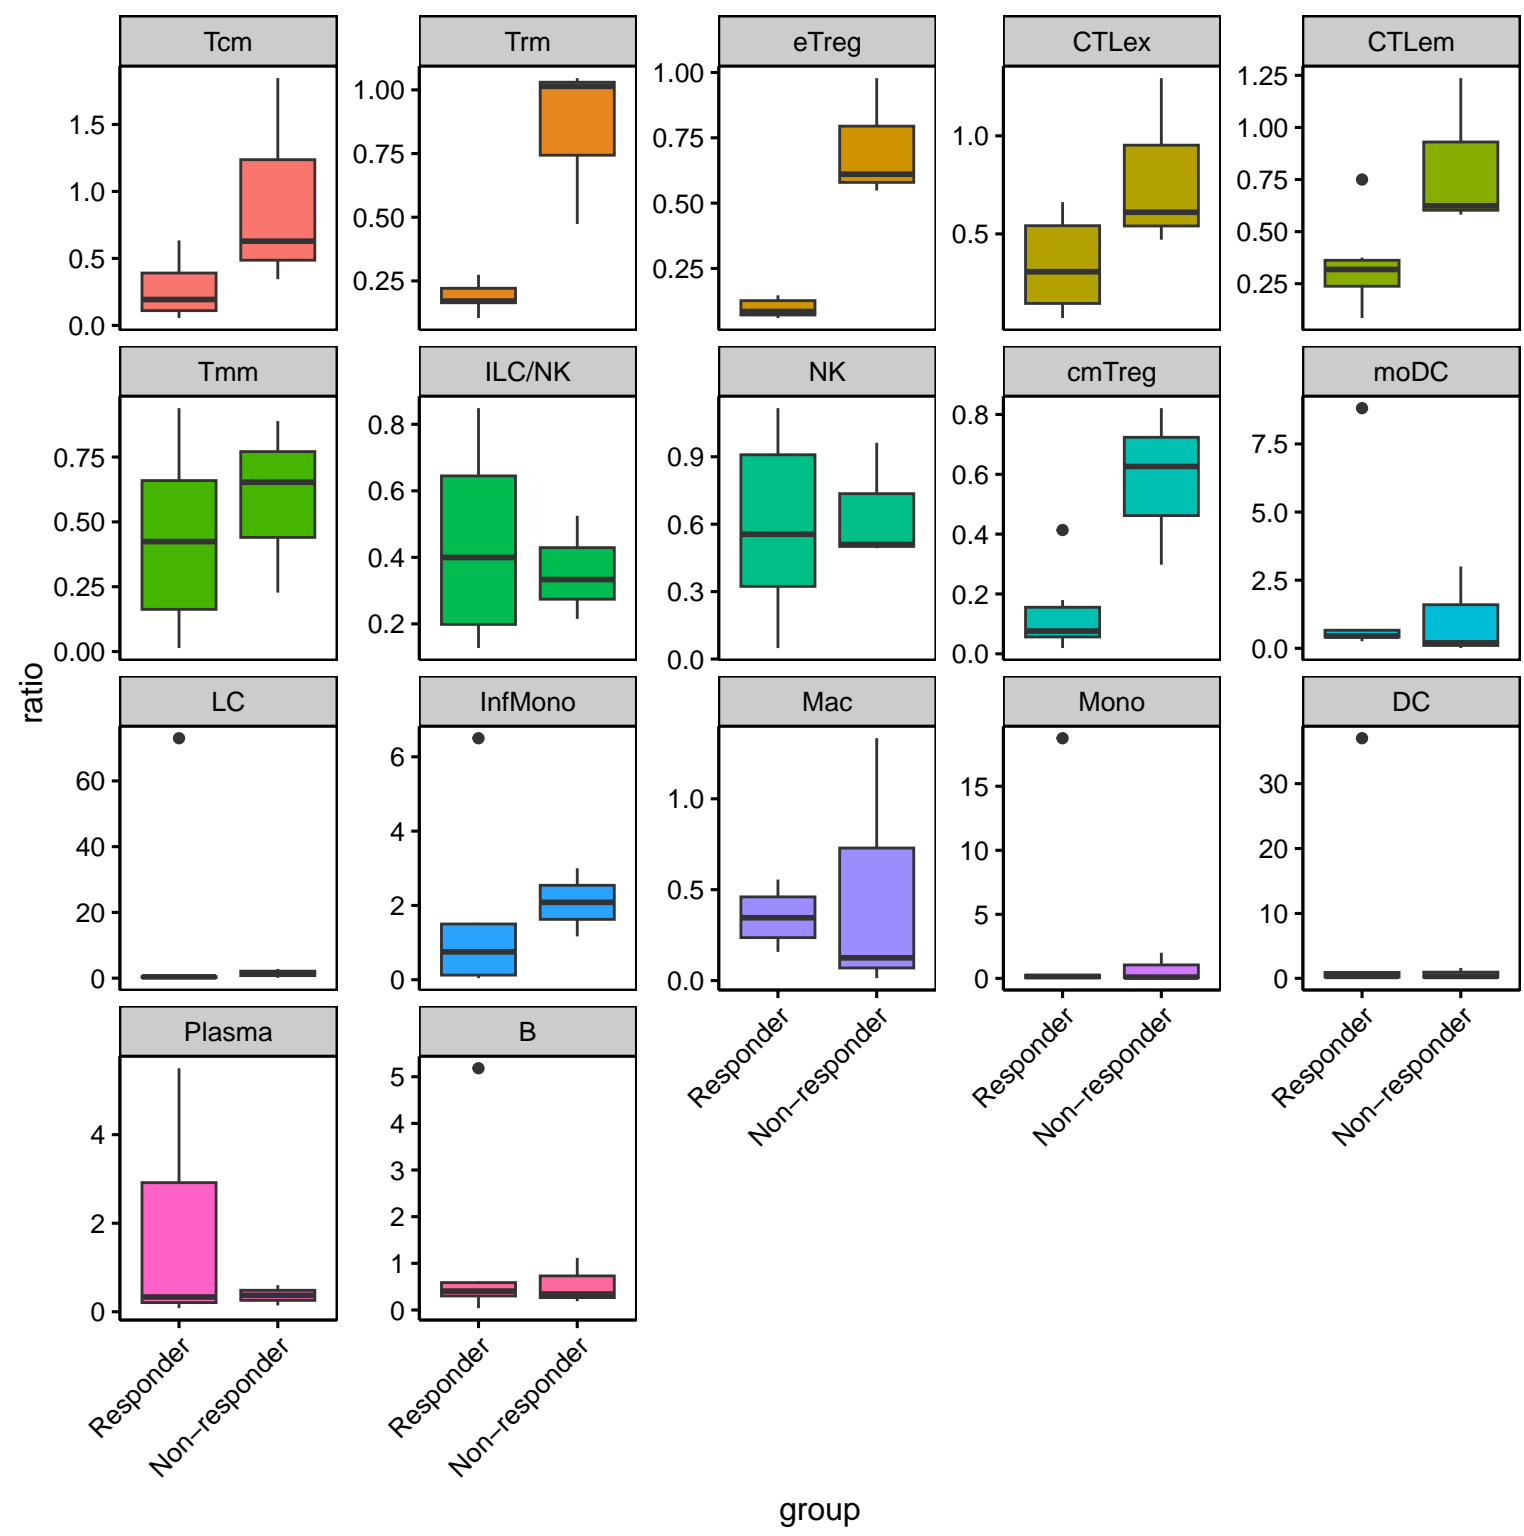 Tcm Trm eTreg CTLex CTLem
1.5 1.0 0.5 0.0
1.00 0.75 0.50 0.25
1.00 0.75 0.50 0.25
1.0 0.5
1.25 1.00 0.75 0.50 0.25
Tmm ILC/NK NK cmTreg moDC
0.75 0.50 0.25 0.00
0.8 0.6 0.4 0.2
0.9 0.6 0.3 0.0
0.8 0.6 0.4 0.2 0.0
7.5 5.0 2.5 0.0
ratio
LC InfMono Mac Mono DC
60 40 20 0
6 4 2 0
1.0 0.5 0.0
15 10 5 0
30 20 10 0
Responder Non−responder Responder Non−responder Responder Non−responder
Plasma B
4 2 0
5 4 3 2 1 0
Responder Non−responder Responder Non−responder
group